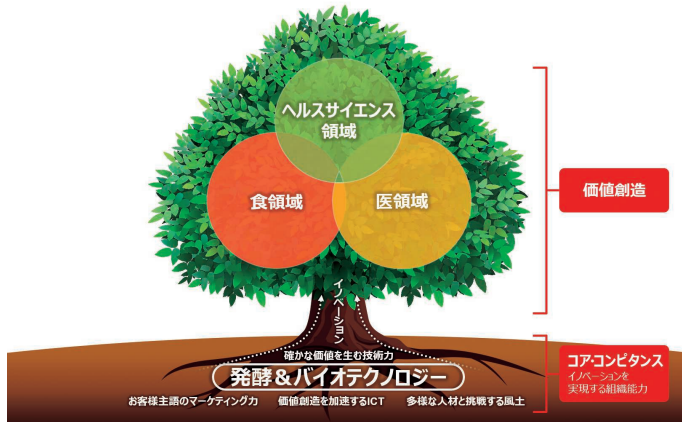 ヘルスサイエンス
領域
食領域
医領域
価値創造
イノベーション
確かな価値を生む技術力
発酵&バイオテクノロジー
お客様主語のマーケティング力 価値創造を加速するICT 多様な人材と挑戦する風土
コア・コンピタンス
イノベーションを
実現する組織能力